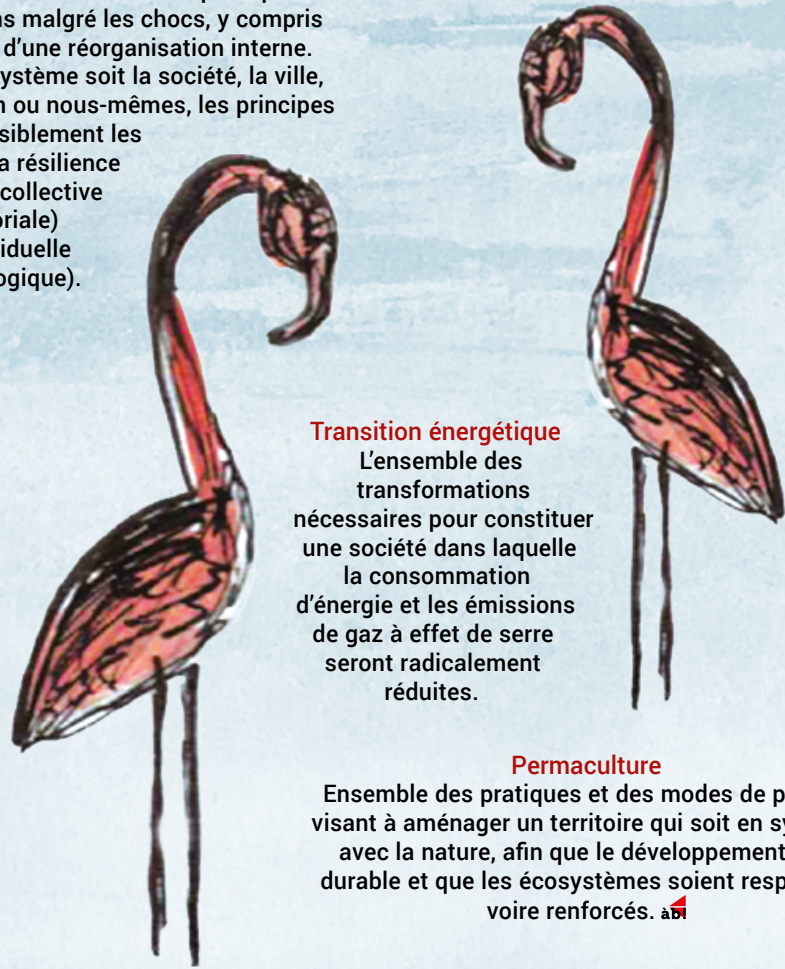 ns malgré les chocs, y compris
d'une réorganisation interne.
système soit la société, la ville,
n ou nous-mêmes, les principes
siblement les
a résilience
collective
oriale)
iduelle
ogique).
Transition énergétique
L'ensemble des
transformations
nécessaires pour constituer
une société dans laquelle
la consommation
d'énergie et les émissions
de gaz à effet de serre
seront radicalement
réduites.
Permaculture
Ensemble des pratiques et des modes de p
visant à aménager un territoire qui soit en sy
avec la nature, afin que le développement
durable et que les écosystèmes soient resp
voire renforcés. àb!